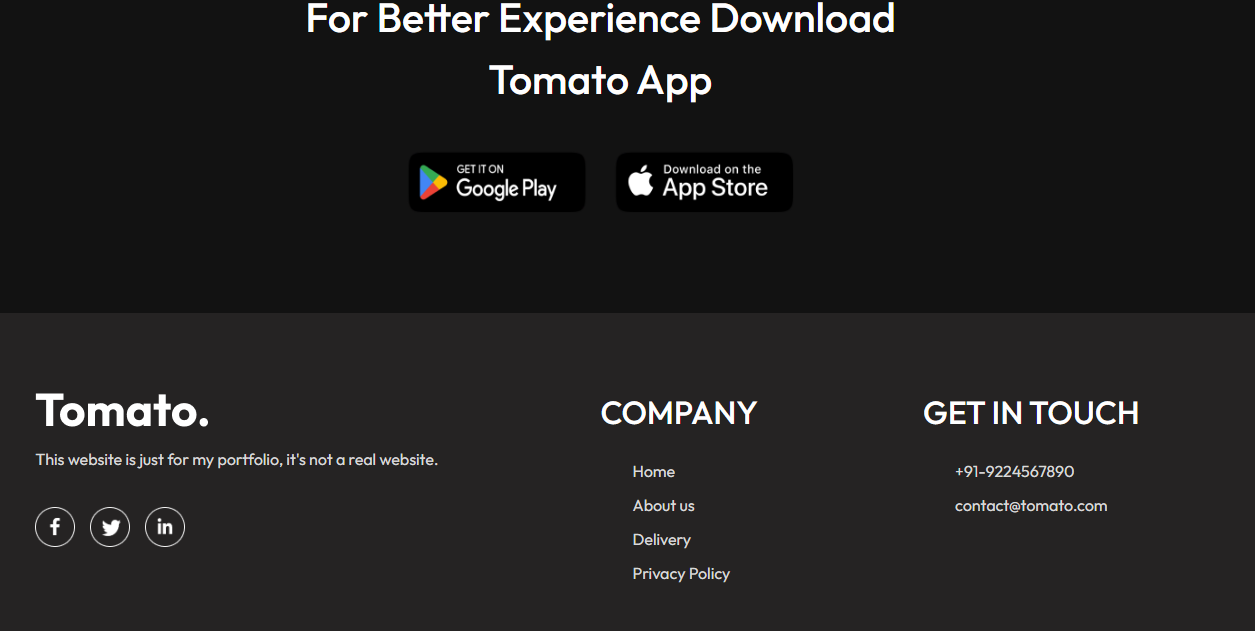 For Better Experience Download
Tomato App
GET IT ON
Google Play
Download on the
App Store
Tomato.
This website is just for my portfolio, it's not a real website.
COMPANY
Home
About us
Delivery
Privacy Policy
GET IN TOUCH
+91-9224567890
contact@tomato.com